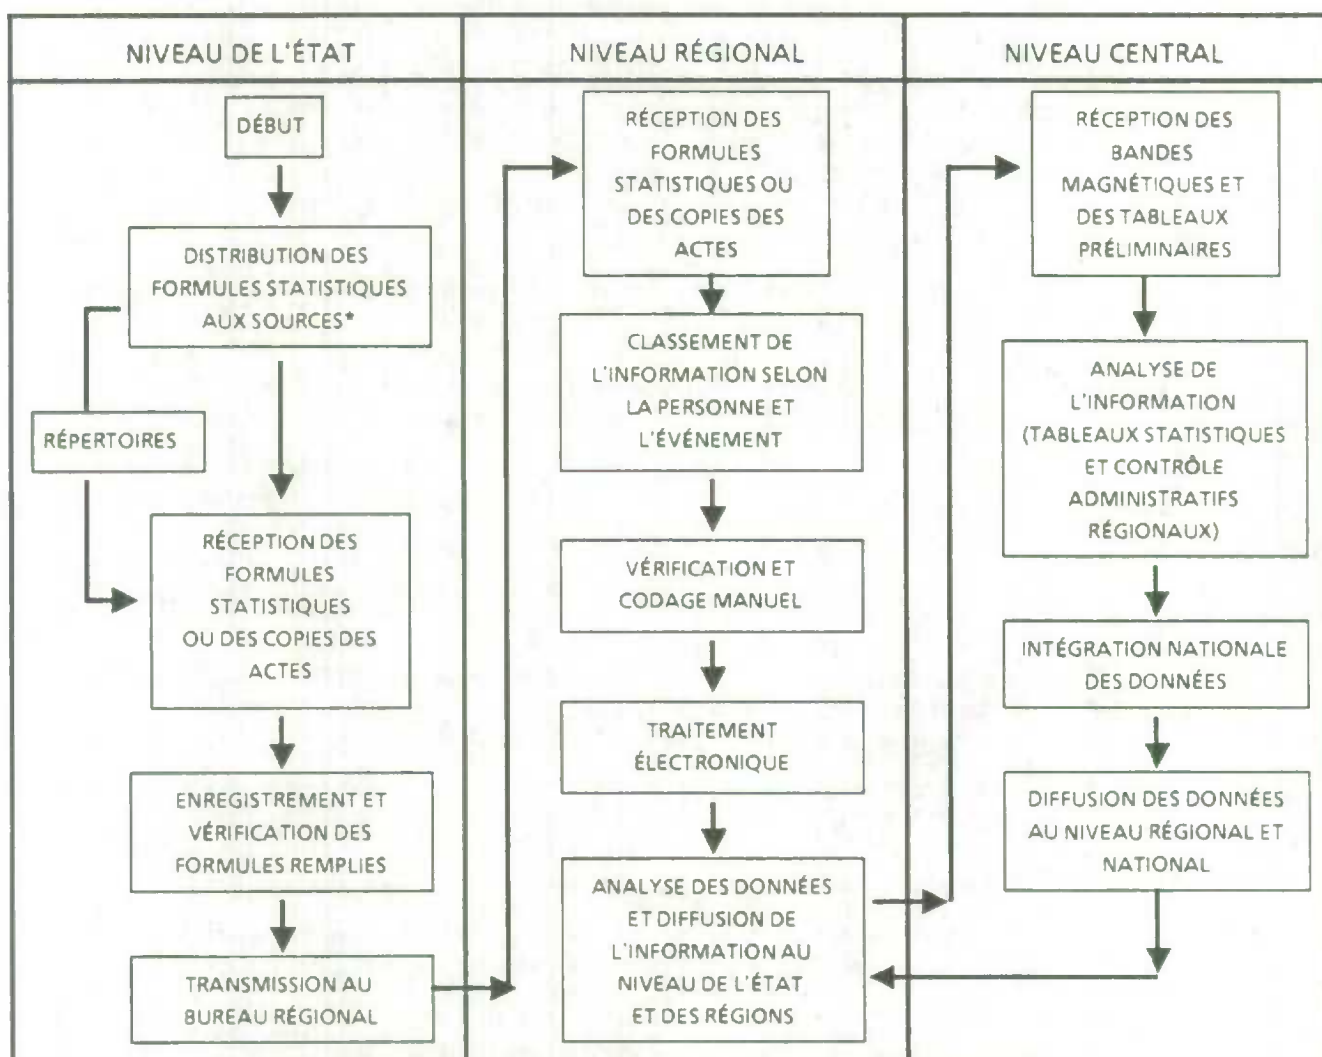 NIVEAU DE L'ÉTAT
DÉBUT
DISTRIBUTION DES
FORMULES STATISTIQUES
AUX SOURCES*
RÉPERTOIRES
RÉCEPTION DES
FORMULES
STATISTIQUES
OU DES COPIES DES
ACTES
ENREGISTREMENT ET
VÉRIFICATION DES
FORMULES REMPLIES
TRANSMISSION AU
BUREAU RÉGIONAL
NIVEAU RÉGIONAL
RÉCEPTION DES
FORMULES
STATISTIQUES OU
DES COPIES DES
ACTES
CLASSEMENT DE
L'INFORMATION SELON
LA PERSONNE ET
L'ÉVÉNEMENT
VÉRIFICATION ET
CODAGE MANUEL
TRAITEMENT
ÉLECTRONIQUE
ANALYSE DES DONNÉES
ET DIFFUSION DE
L'INFORMATION AU
NIVEAU DE L'ÉTAT
ET DES RÉGIONS
NIVEAU CENTRAL
RÉCEPTION DES
BANDES
MAGNÉTIQUES ET
DES TABLEAUX
PRÉLIMINAIRES
ANALYSE DE
L'INFORMATION
(TABLEAUX STATISTIQUES
ET CONTRÔLE
ADMINISTRATIFS
RÉGIONAUX)
INTÉGRATION NATIONALE
DES DONNÉES
DIFFUSION DES DONNÉES
AU NIVEAU RÉGIONAL ET
NATIONAL